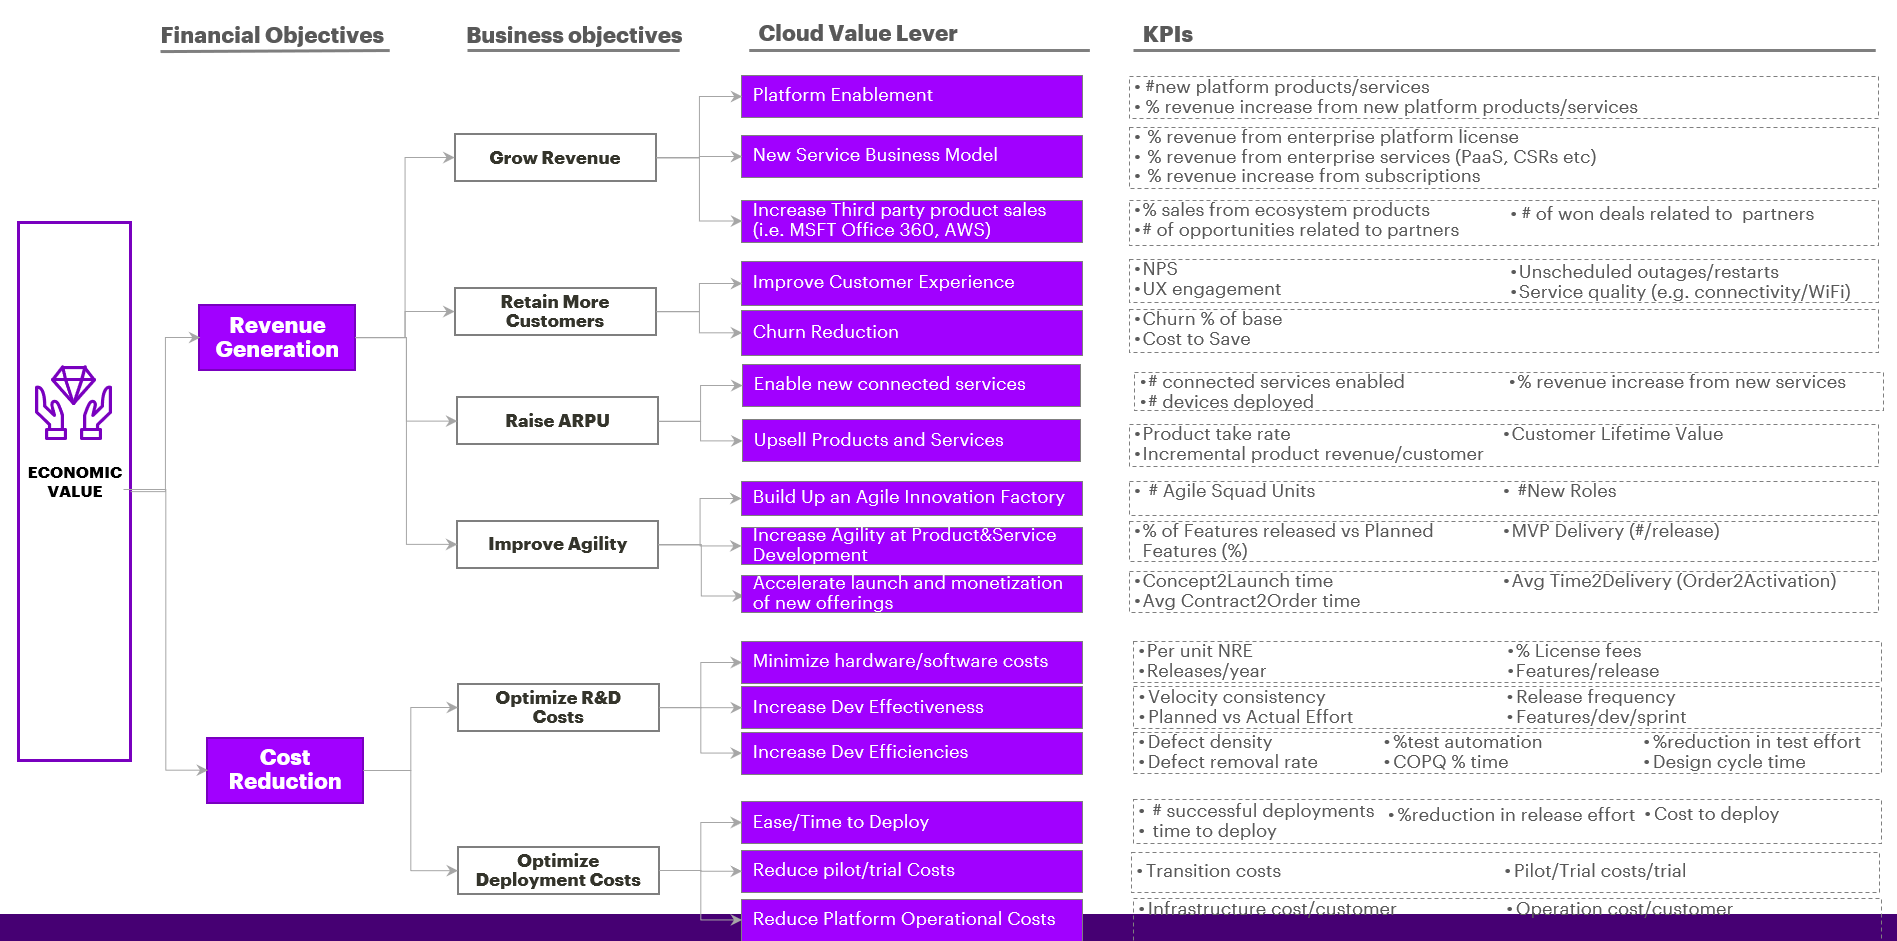 Financial Objectives
Business objectives
Cloud Value Lever
KPIs
ECONOMIC
VALUE
Revenue
Generation
Grow Revenue
Platform Enablement
• #new platform products/services
• % revenue increase from new platform products/services
New Service Business Model
• % revenue from enterprise platform license
• % revenue from enterprise services (PaaS, CSRs etc)
• % revenue increase from subscriptions
Increase Third party product sales
(i.e. MSFT Office 360, AWS)
• % sales from ecosystem products
• # of opportunities related to partners
• # of won deals related to partners
Retain More
Customers
Improve Customer Experience
• NPS
• UX engagement
• Unscheduled outages/restarts
• Service quality (e.g. connectivity/WiFi)
Churn Reduction
• Churn % of base
• Cost to Save
Raise ARPU
Enable new connected services
• # connected services enabled
• # devices deployed
• % revenue increase from new services
Upsell Products and Services
• Product take rate
• Incremental product revenue/customer
• Customer Lifetime Value
Improve Agility
Build Up an Agile Innovation Factory
• # Agile Squad Units
• #New Roles
Increase Agility at Product&Service
Development
• % of Features released vs Planned
Features (%)
• MVP Delivery (#/release)
Accelerate launch and monetization
of new offerings
• Concept2Launch time
• Avg Contract2Order time
• Avg Time2Delivery (Order2Activation)
Cost
Reduction
Optimize R&D
Costs
Minimize hardware/software costs
• Per unit NRE
• Releases/year
• % License fees
• Features/release
Increase Dev Effectiveness
• Velocity consistency
• Planned vs Actual Effort
• Release frequency
• Features/dev/sprint
Increase Dev Efficiencies
• Defect density
• Defect removal rate
• %test automation
• COPQ % time
• %reduction in test effort
• Design cycle time
Optimize
Deployment Costs
Ease/Time to Deploy
• # successful deployments
• time to deploy
• %reduction in release effort
• Cost to deploy
Reduce pilot/trial Costs
• Transition costs
• Pilot/Trial costs/trial
Reduce Platform Operational Costs
• Infrastructure cost/customer
• Operation cost/customer